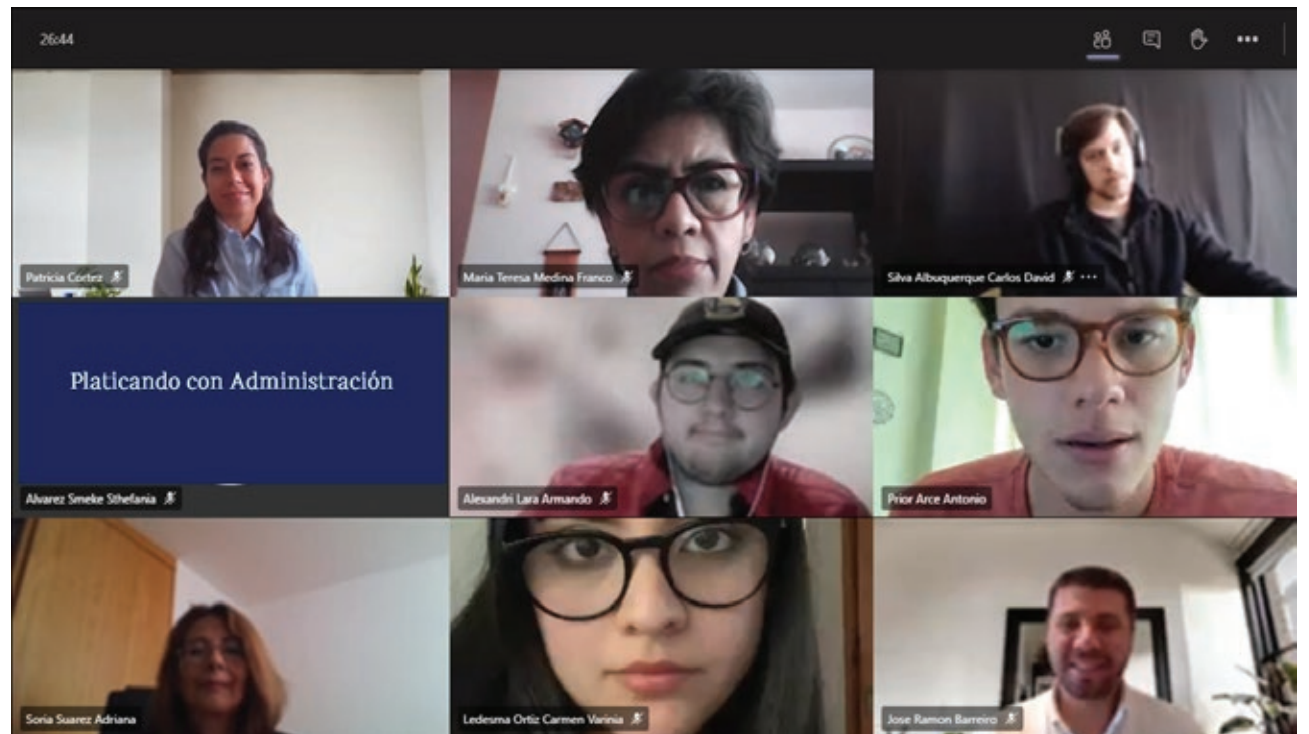 26:44
Patricia Cortez
Maria Teresa Medina Franco
Silva Albuquerque Carlos David
Platicando con Administración
Alvarez Smeke Sthefania
Alexandri Lara Armando
Prior Arce Antonio
Soria Suarez Adriana
Ledesma Ortiz Carmen Varinia
Jose Ramon Barreiro